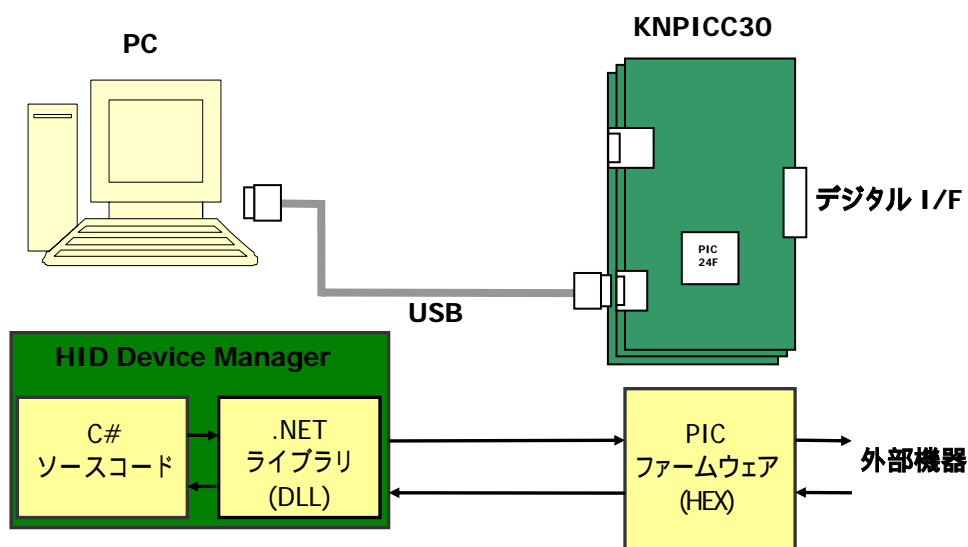 PC
KNPICC30
デジタル I/F
PIC
24F
USB
HID Device Manager
C#
ソースコード
.NET
ライブラリ
(DLL)
PIC
ファームウェア
(HEX)
外部機器